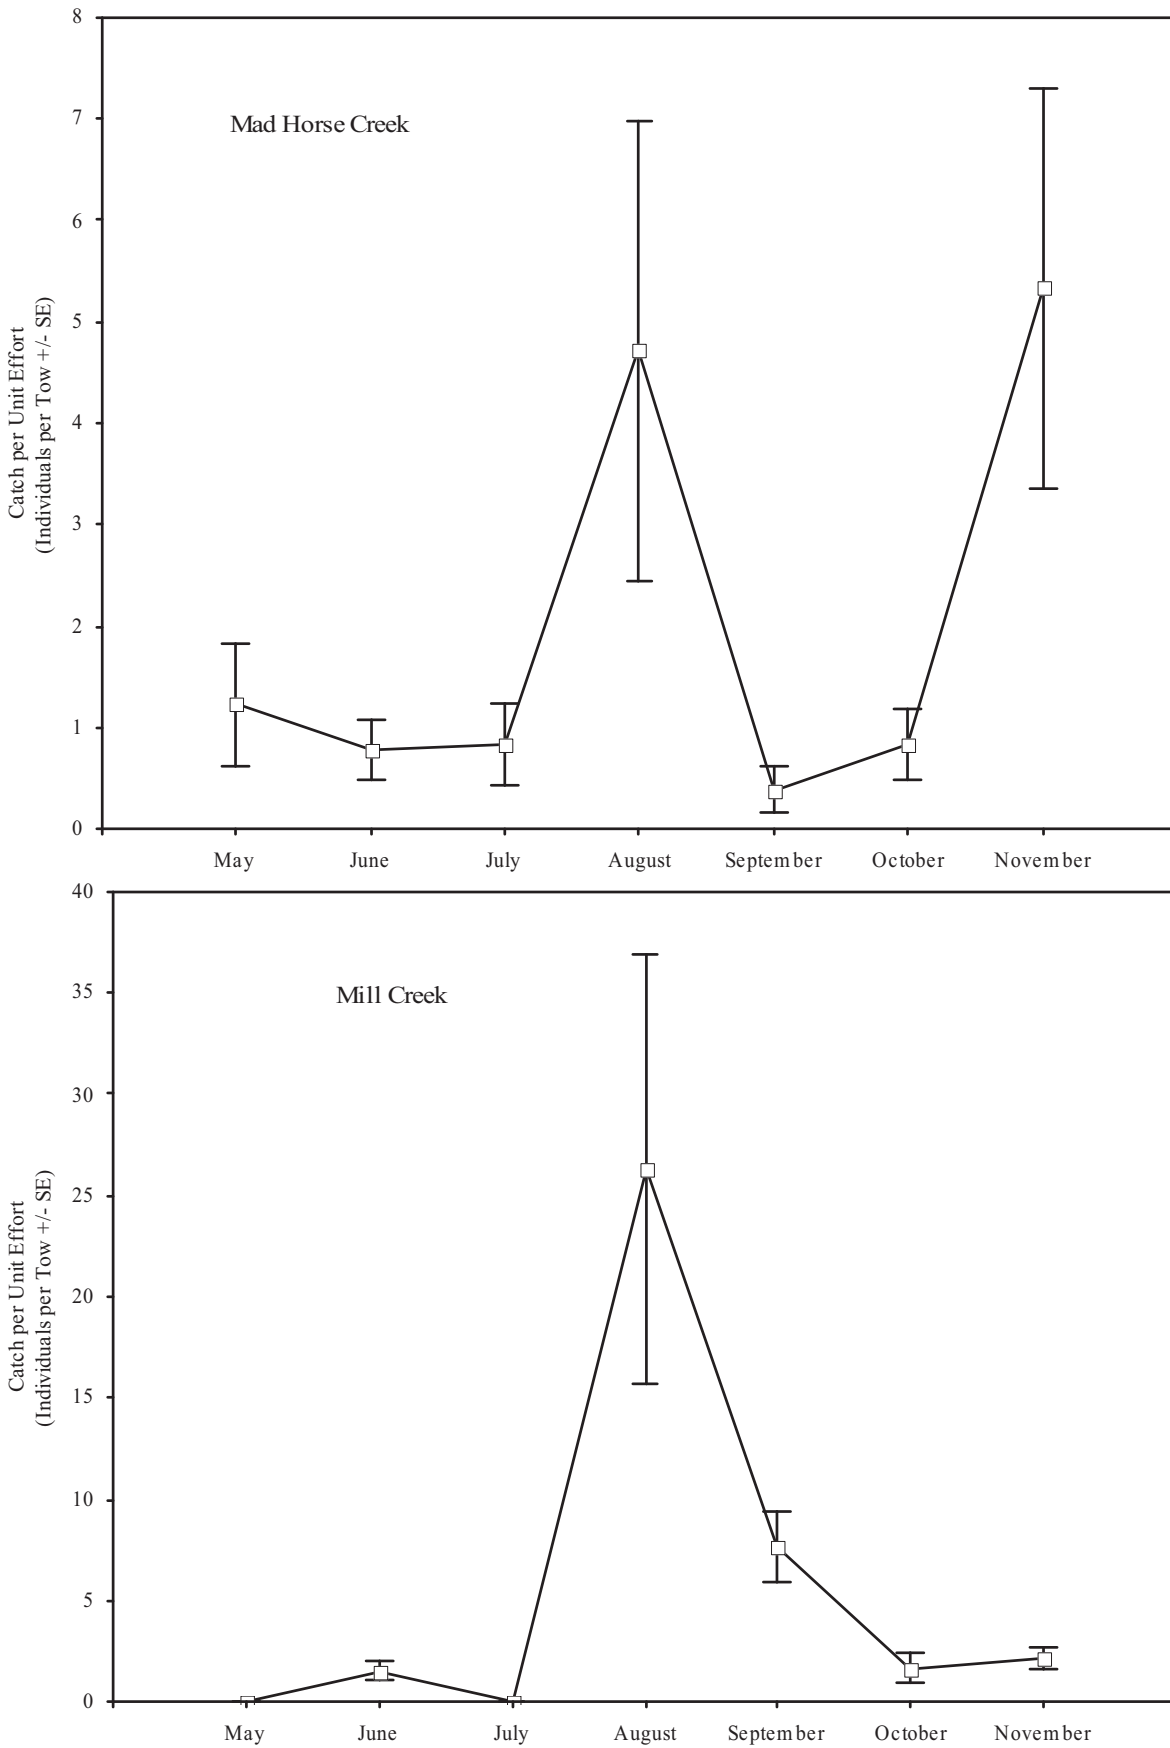 8
Mad Horse Creek
7
6
5
4
3
2
1
0
Catch per Unit Effort
(Individuals per Tow +/- SE)
May June July August September October November
40
Mill Creek
35
30
25
20
15
10
5
0
Catch per Unit Effort
(Individuals per Tow +/- SE)
May June July August September October November